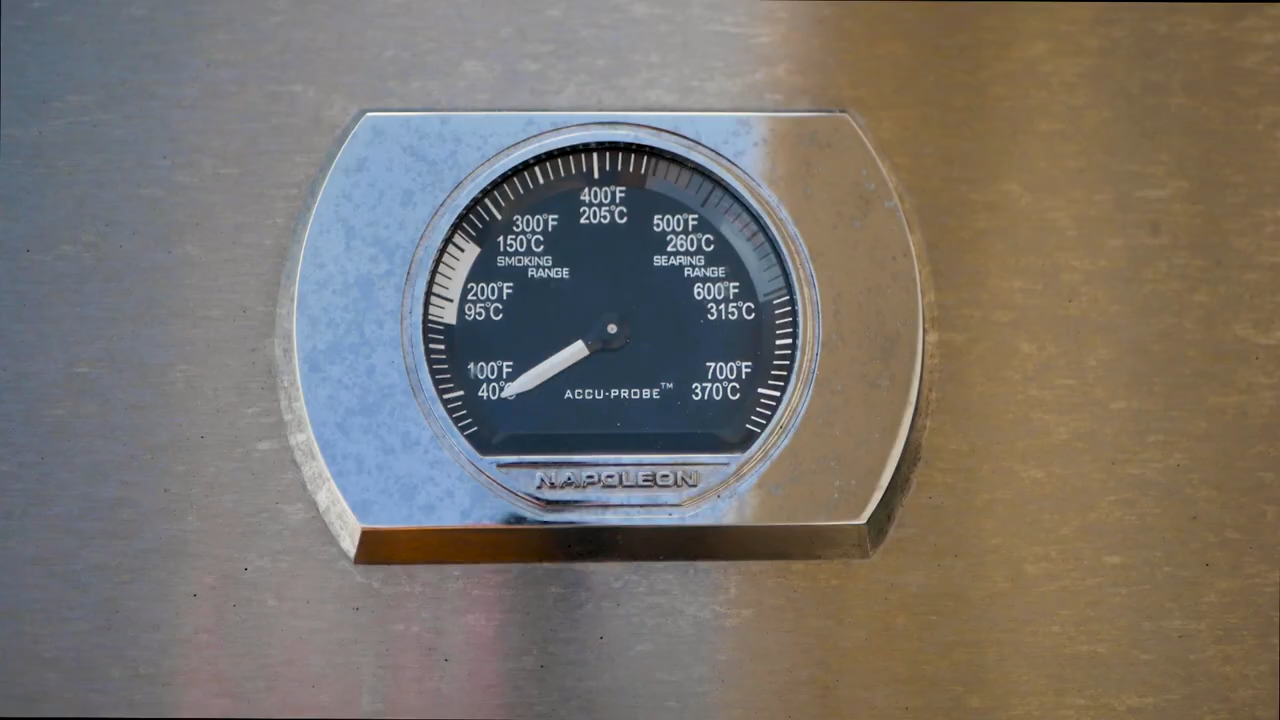 400°F
205°C
300°F
150°C
SMOKING
RANGE
500°F
260°C
SEARING
RANGE
200°F
95°C
600°F
315°C
100°F
40°C
700°F
370°C
ACCU-PROBE™
NAPOLEON